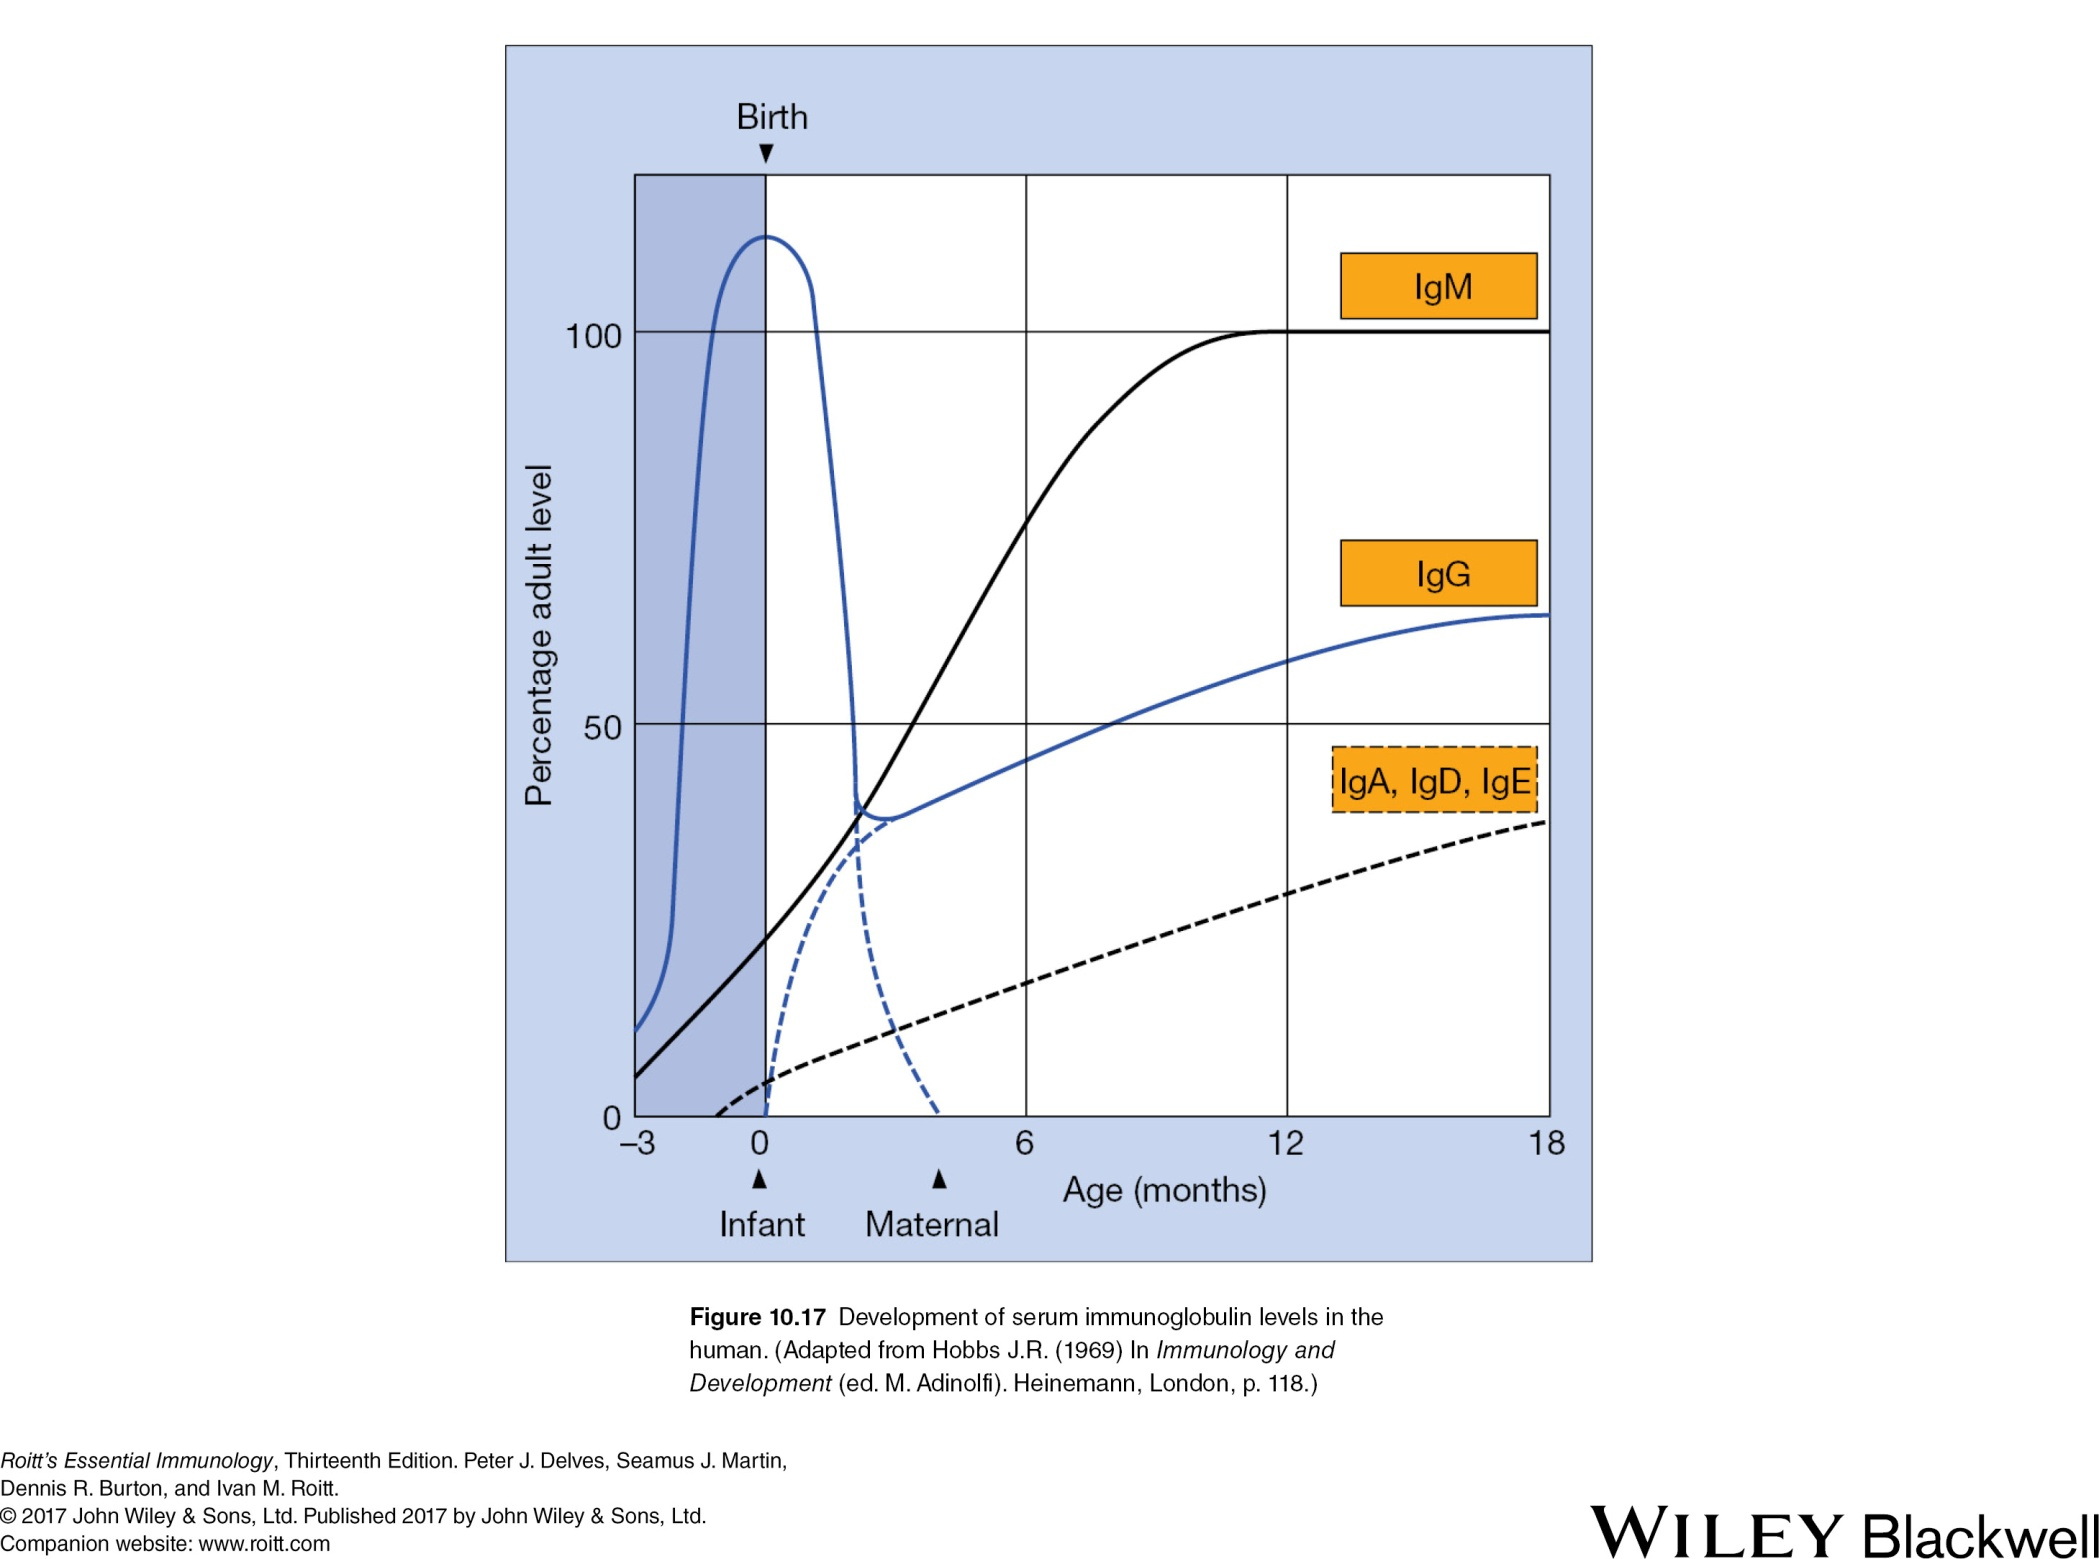 Birth
IgM
100
IgG
Percentage adult level
50
IgA, IgD, IgE
0
–3 0 6 12 18
Age (months)
Infant Maternal
Figure 10.17 Development of serum immunoglobulin levels in the
human. (Adapted from Hobbs J.R. (1969) In Immunology and
Development (ed. M. Adinolfi). Heinemann, London, p. 118.)
Roitt’s Essential Immunology, Thirteenth Edition. Peter J. Delves, Seamus J. Martin,
Dennis R. Burton, and Ivan M. Roitt.
© 2017 John Wiley & Sons, Ltd. Published 2017 by John Wiley & Sons, Ltd.
Companion website: www.roitt.com
WILEY Blackwell